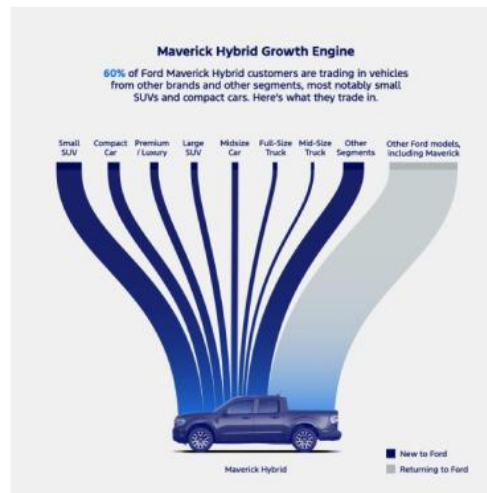 Maverick Hybrid Growth Engine
60% of Ford Maverick Hybrid customers are trading in vehicles
from other brands and other segments, most notably small
SUVs and compact cars. Here's what they trade in.
Small SUV
Compact Car
Premium / Luxury
Large SUV
Midsize Car
Full-Size Truck
Mid-Size Truck
Other Segments
Other Ford models, including Maverick
Maverick Hybrid
New to Ford
Returning to Ford